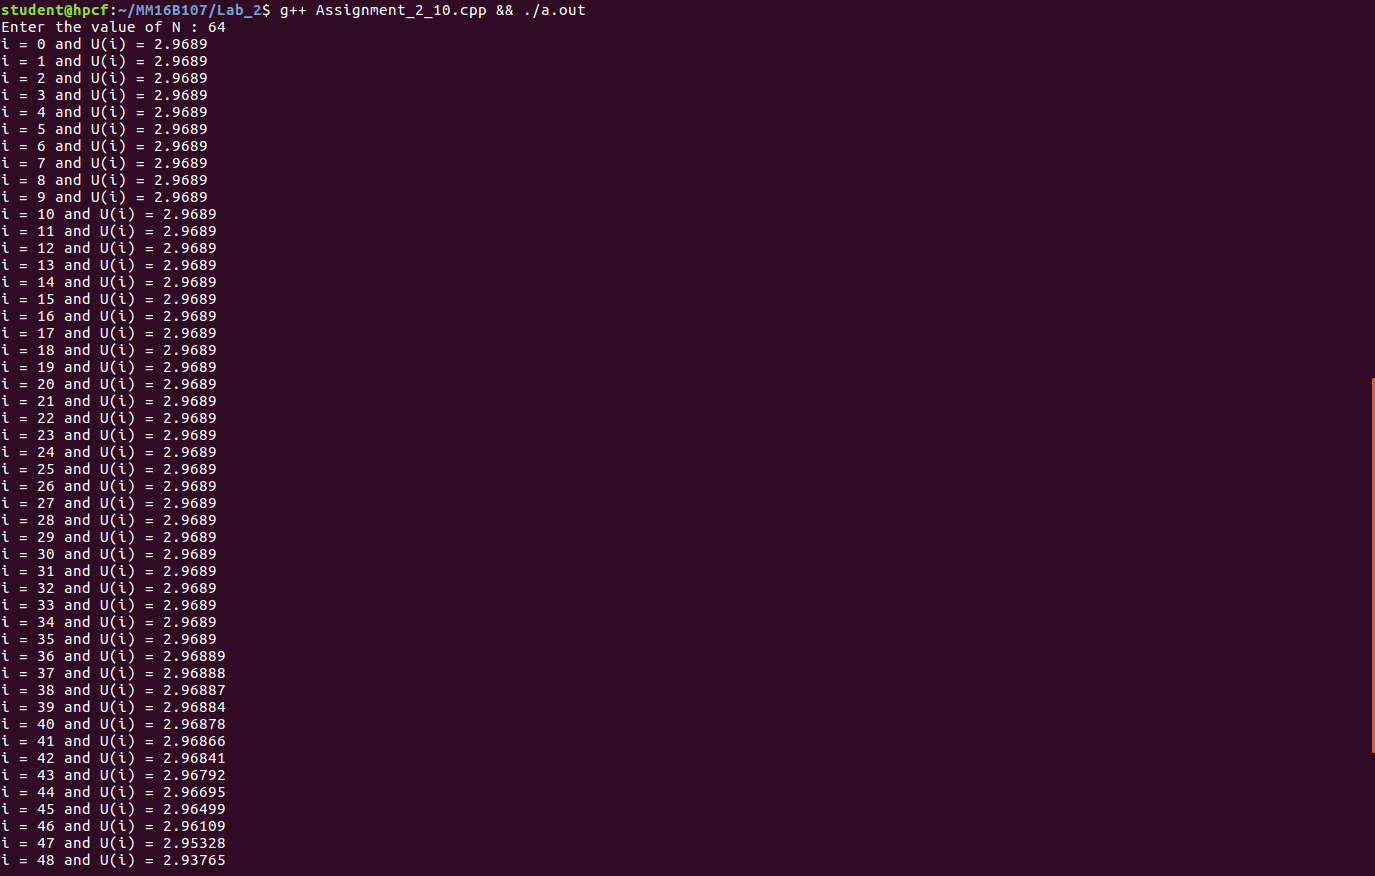 student@hpcf:~/MM16B107/Lab_2$ g++ Assignment_2_10.cpp && ./a.out
Enter the value of N : 64
i = 0 and U(i) = 2.9689
i = 1 and U(i) = 2.9689
i = 2 and U(i) = 2.9689
i = 3 and U(i) = 2.9689
i = 4 and U(i) = 2.9689
i = 5 and U(i) = 2.9689
i = 6 and U(i) = 2.9689
i = 7 and U(i) = 2.9689
i = 8 and U(i) = 2.9689
i = 9 and U(i) = 2.9689
i = 10 and U(i) = 2.9689
i = 11 and U(i) = 2.9689
i = 12 and U(i) = 2.9689
i = 13 and U(i) = 2.9689
i = 14 and U(i) = 2.9689
i = 15 and U(i) = 2.9689
i = 16 and U(i) = 2.9689
i = 17 and U(i) = 2.9689
i = 18 and U(i) = 2.9689
i = 19 and U(i) = 2.9689
i = 20 and U(i) = 2.9689
i = 21 and U(i) = 2.9689
i = 22 and U(i) = 2.9689
i = 23 and U(i) = 2.9689
i = 24 and U(i) = 2.9689
i = 25 and U(i) = 2.9689
i = 26 and U(i) = 2.9689
i = 27 and U(i) = 2.9689
i = 28 and U(i) = 2.9689
i = 29 and U(i) = 2.9689
i = 30 and U(i) = 2.9689
i = 31 and U(i) = 2.9689
i = 32 and U(i) = 2.9689
i = 33 and U(i) = 2.9689
i = 34 and U(i) = 2.9689
i = 35 and U(i) = 2.9689
i = 36 and U(i) = 2.96889
i = 37 and U(i) = 2.96888
i = 38 and U(i) = 2.96887
i = 39 and U(i) = 2.96884
i = 40 and U(i) = 2.96878
i = 41 and U(i) = 2.96866
i = 42 and U(i) = 2.96841
i = 43 and U(i) = 2.96792
i = 44 and U(i) = 2.96695
i = 45 and U(i) = 2.96499
i = 46 and U(i) = 2.96109
i = 47 and U(i) = 2.95328
i = 48 and U(i) = 2.93765